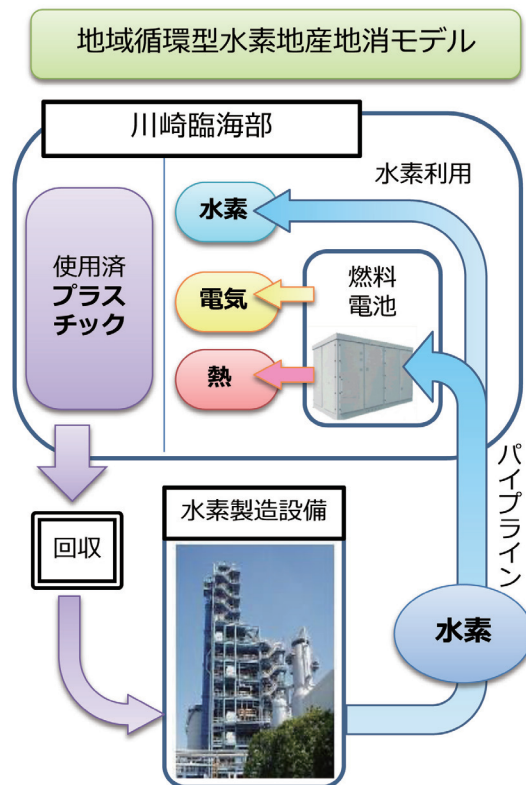 地域循環型水素地産地消モデル
川崎臨海部
水素利用
使用済
プラス
チック
水素
電気
熱
燃料
電池
パイプライン
回収
水素製造設備
水素